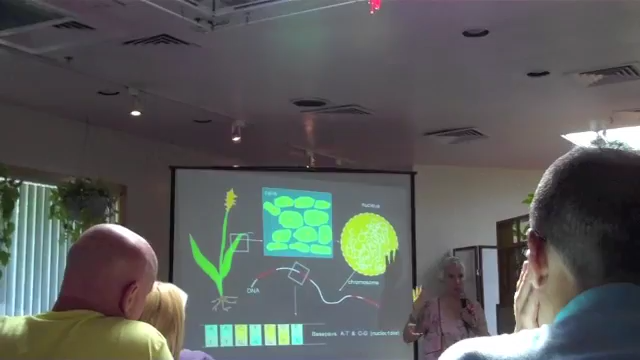 cells
nucleus
chromosome
DNA
Basepairs A-T & C-G (nucleotides)